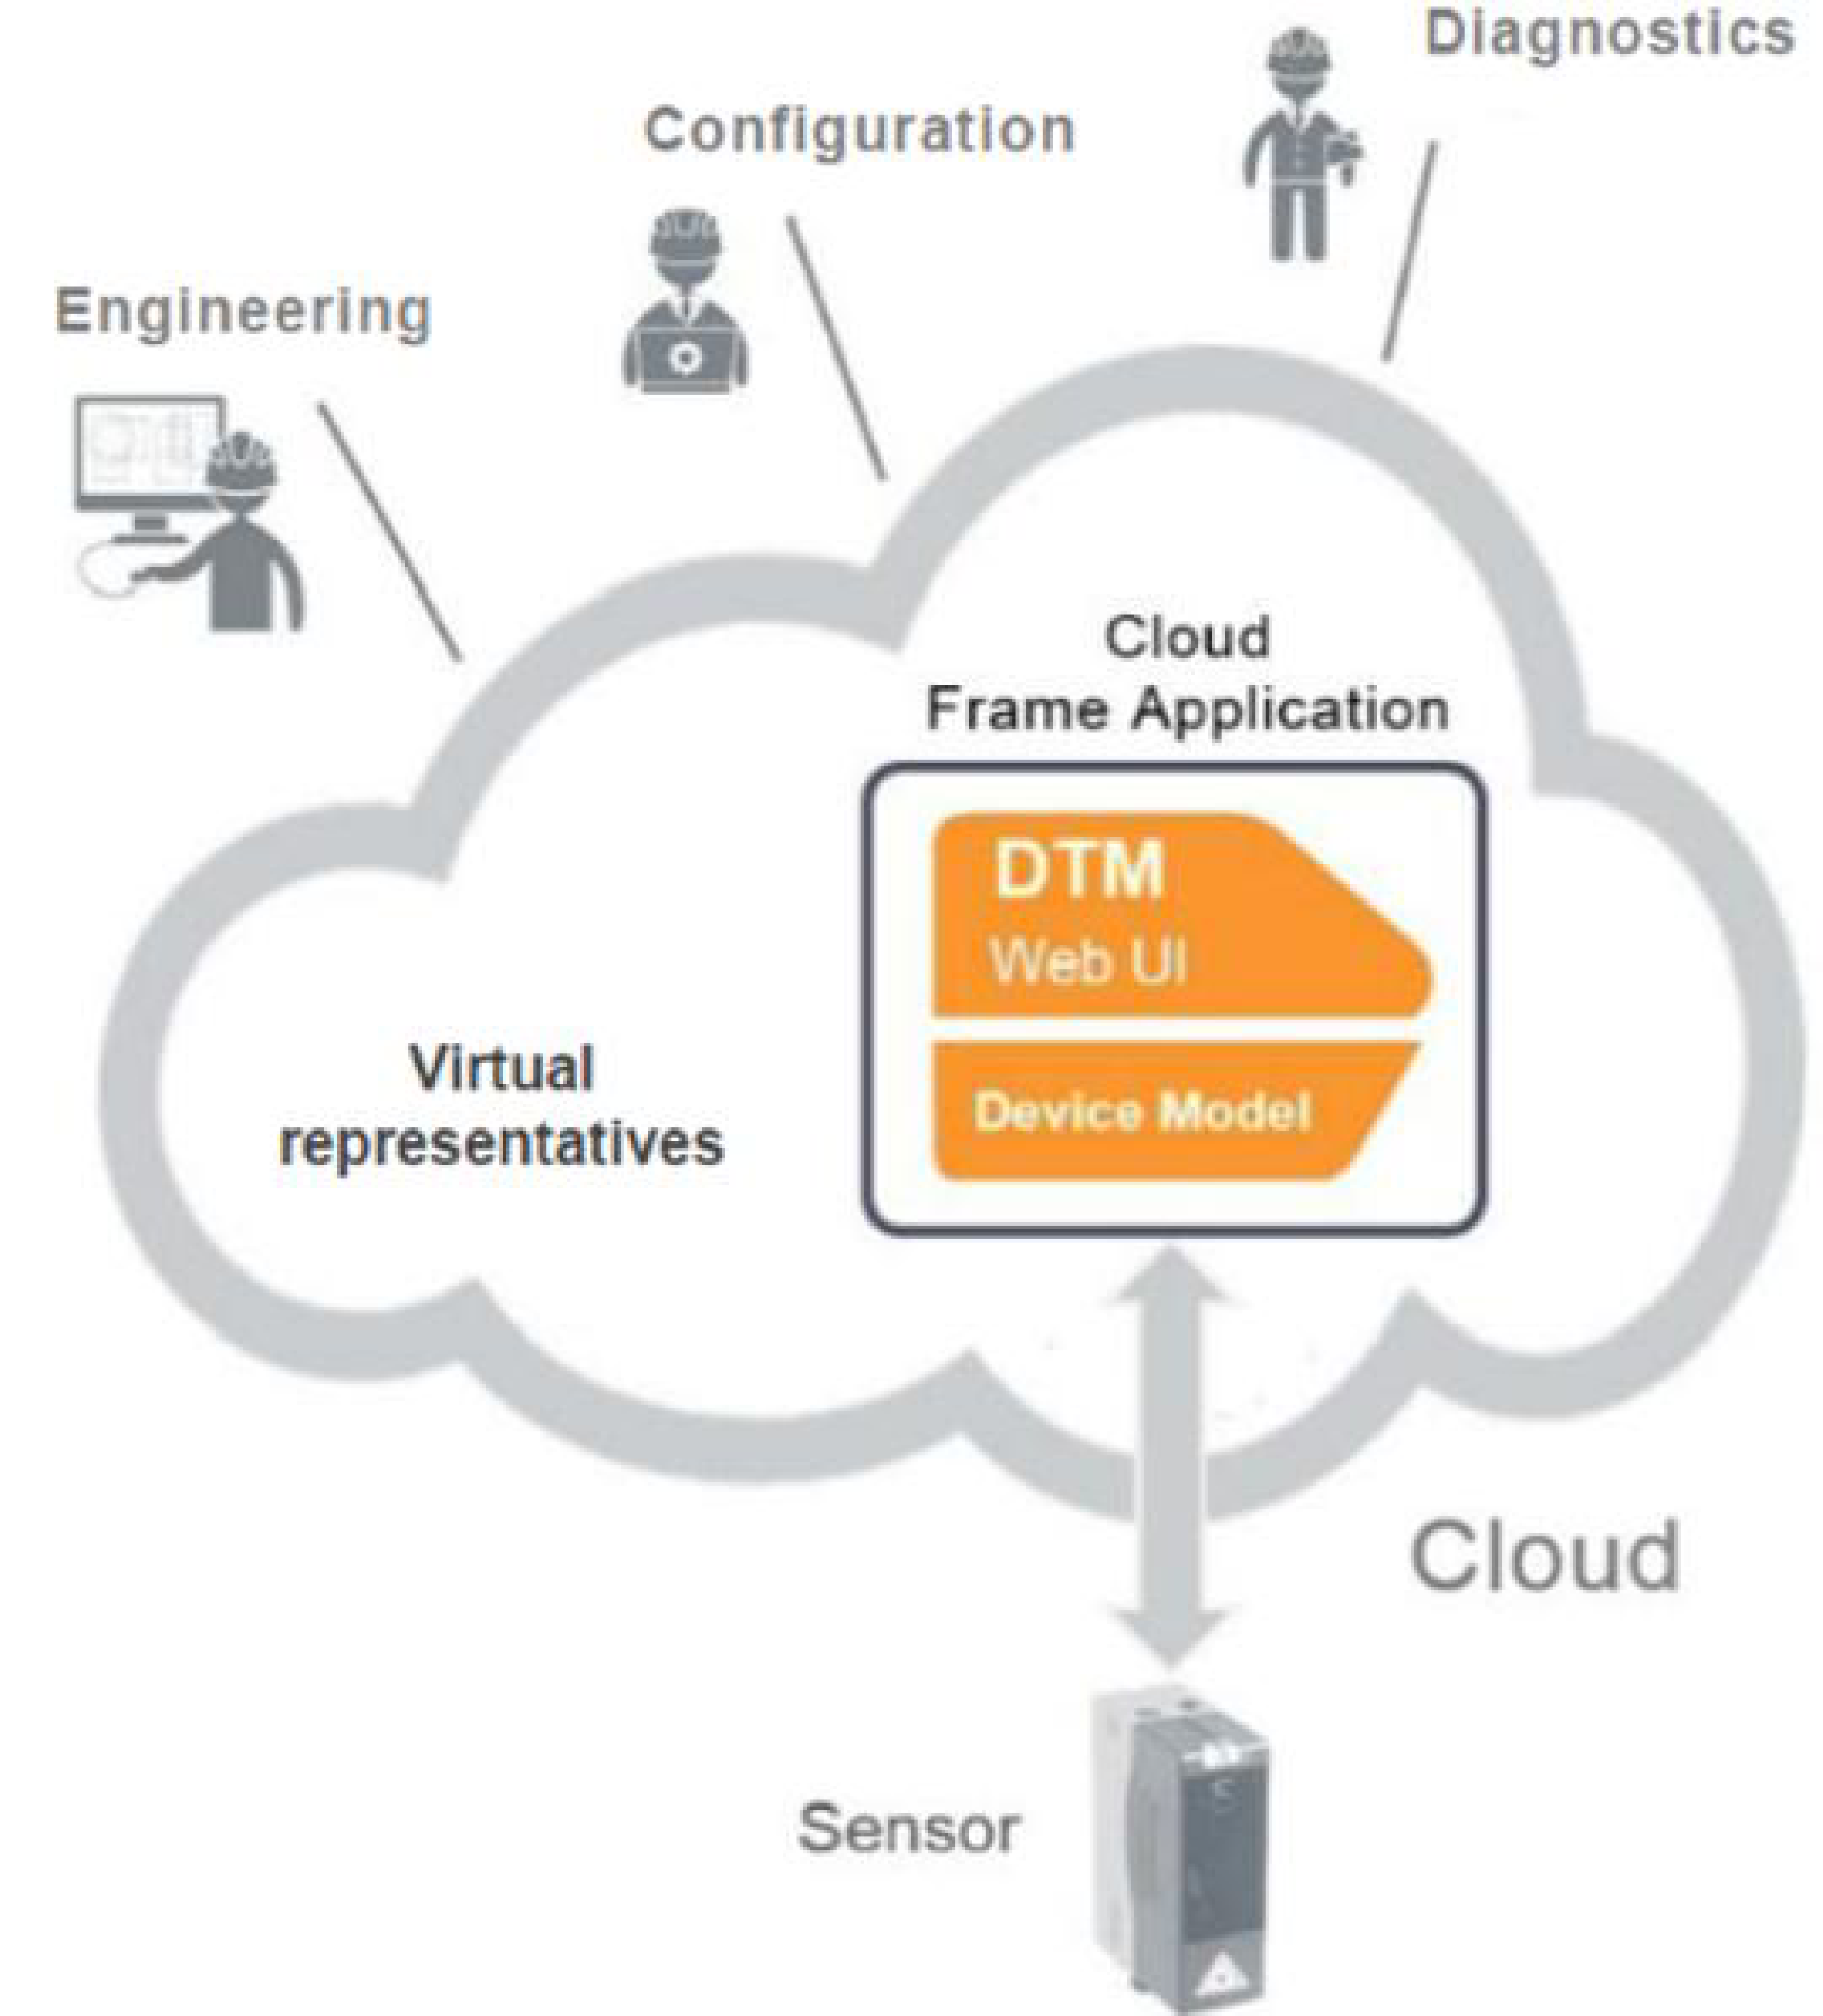 Diagnostics
Configuration
Engineering
Cloud
Frame Application
DTM
Web UI
Device Model
Virtual
representatives
Cloud
Sensor